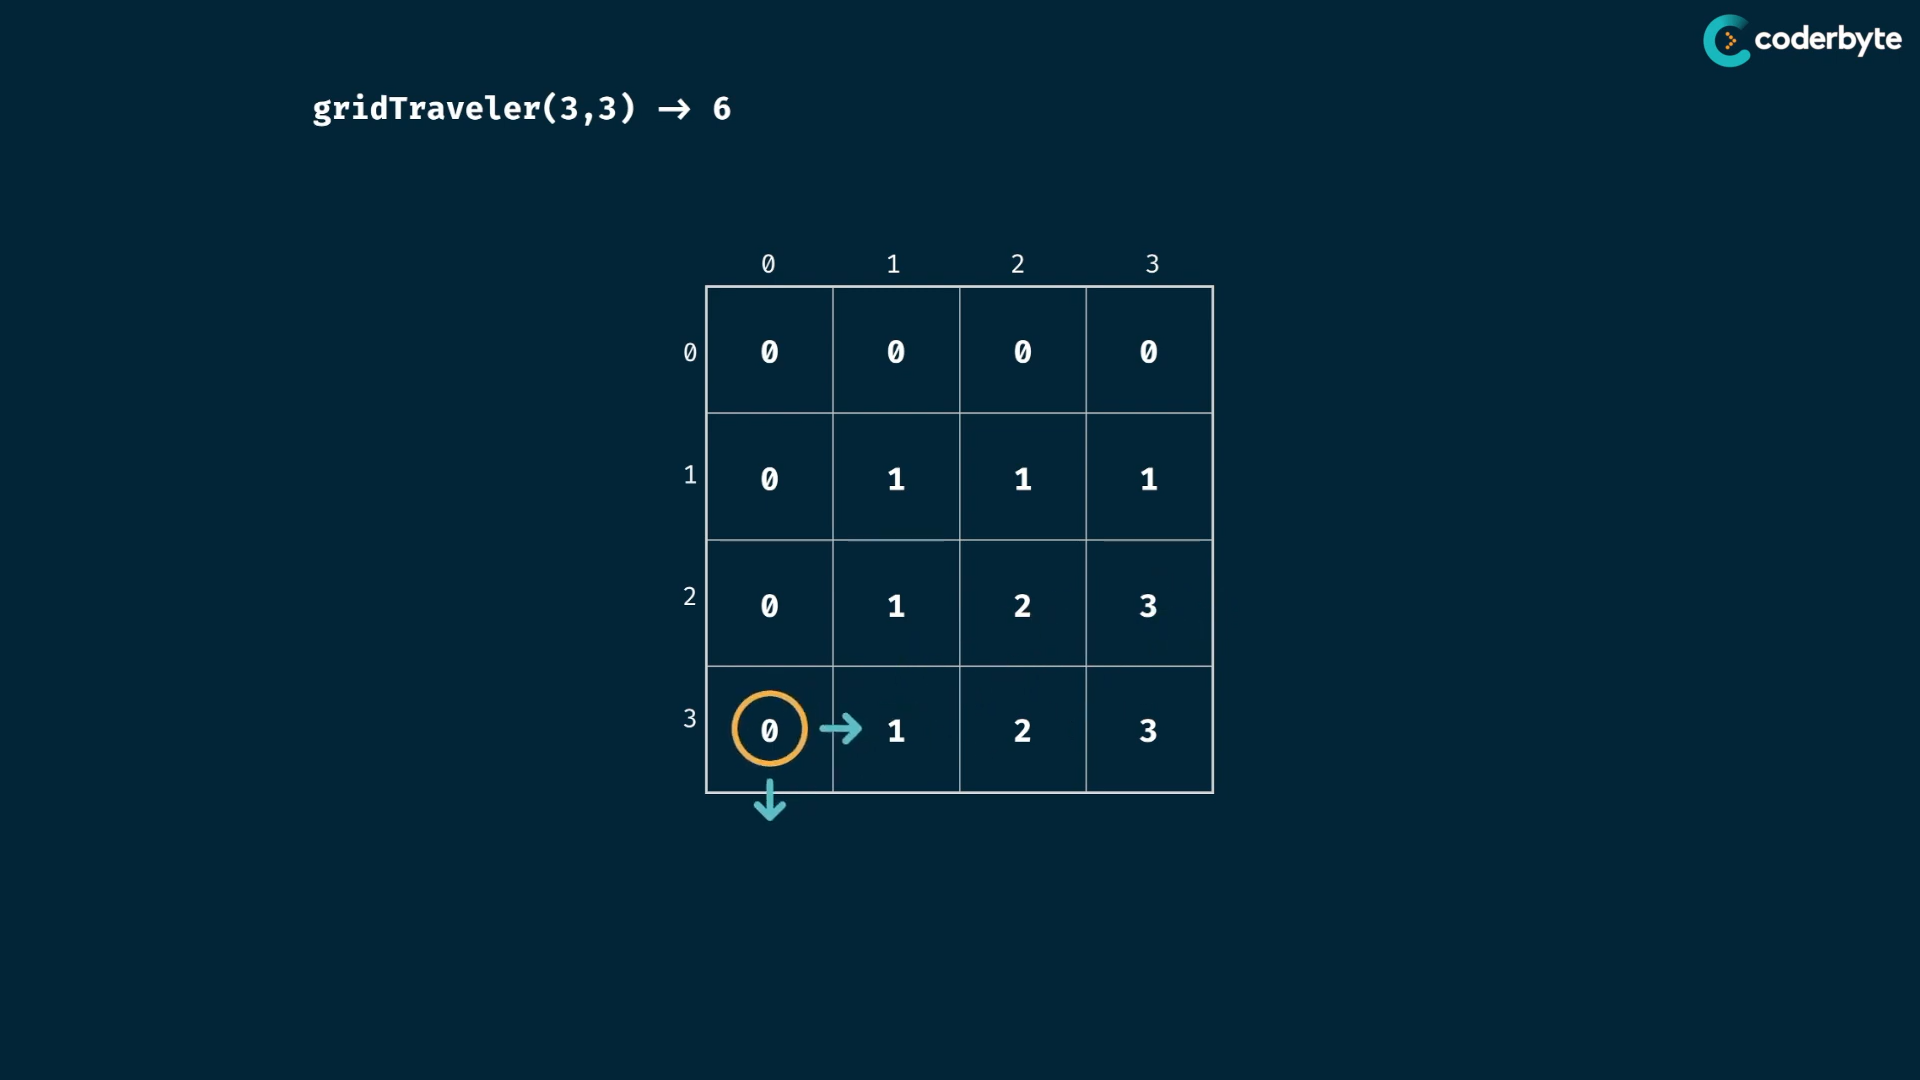 coderbyte
gridTraveler(3,3) → 6
0 1 2 3
0 0 0 0 0
1 0 1 1 1
2 0 1 2 3
3 0 1 2 3